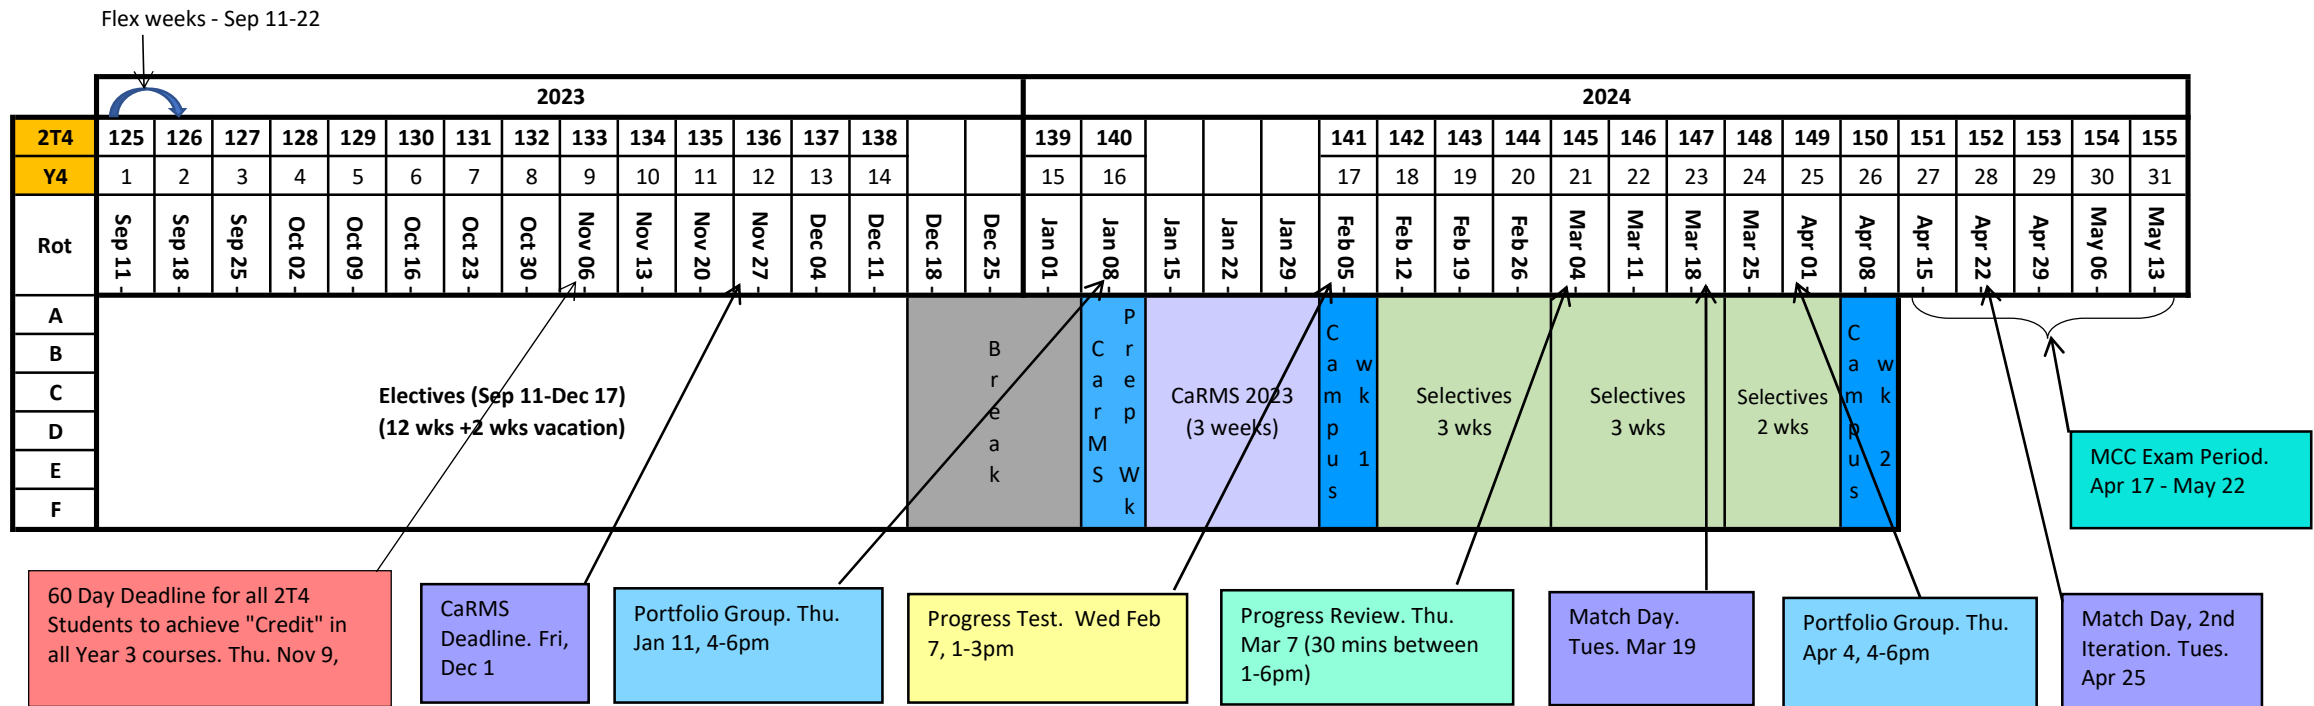 Flex weeks - Sep 11-22
2023 2024
2T4 125 126 127 128 129 130 131 132 133 134 135 136 137 138 139 140 141 142 143 144 145 146 147 148 149 150 151 152 153 154 155
Y4 1 2 3 4 5 6 7 8 9 10 11 12 13 14 15 16 17 18 19 20 21 22 23 24 25 26 27 28 29 30 31
Rot Sep 11 - Sep 18 - Sep 25 - Oct 02 - Oct 09 - Oct 16 - Oct 23 - Oct 30 - Nov 06 - Nov 13 - Nov 20 - Nov 27 - Dec 04 - Dec 11 - Dec 18 - Dec 25 - Jan 01 - Jan 08 - Jan 15 - Jan 22 - Jan 29 - Feb 05 - Feb 12 - Feb 19 - Feb 26 - Mar 04 - Mar 11 - Mar 18 - Mar 25 - Apr 01 - Apr 08 - Apr 15 - Apr 22 - Apr 29 - May 06 - May 13 -
A
B
C
D
E
F
Electives (Sep 11-Dec 17)
(12 wks +2 wks vacation)
Break
CarMS
Prep Wk
CaRMS 2023
(3 weeks)
Campus
wk 1
Selectives
3 wks
Selectives
3 wks
Selectives
2 wks
Campus
wk 2
MCC Exam Period.
Apr 17 - May 22
60 Day Deadline for all 2T4
Students to achieve "Credit" in
all Year 3 courses. Thu. Nov 9,
CaRMS
Deadline. Fri,
Dec 1
Portfolio Group. Thu.
Jan 11, 4-6pm
Progress Test. Wed Feb
7, 1-3pm
Progress Review. Thu.
Mar 7 (30 mins between
1-6pm)
Match Day.
Tues. Mar 19
Portfolio Group. Thu.
Apr 4, 4-6pm
Match Day, 2nd
Iteration. Tues.
Apr 25